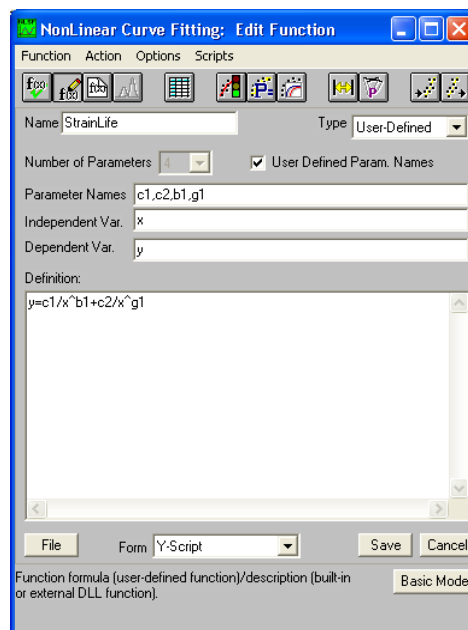 NonLinear Curve Fitting: Edit Function
Function Action Options Scripts
Name StrainLife Type User-Defined
Number of Parameters 4 User Defined Param. Names
Parameter Names c1,c2,b1,g1
Independent Var. x
Dependent Var. y
Definition:
y=c1/x^b1+c2/x^g1
File Form Y-Script Save Cancel
Function formula (user-defined function)/description (built-in
or external DLL function).
Basic Mode